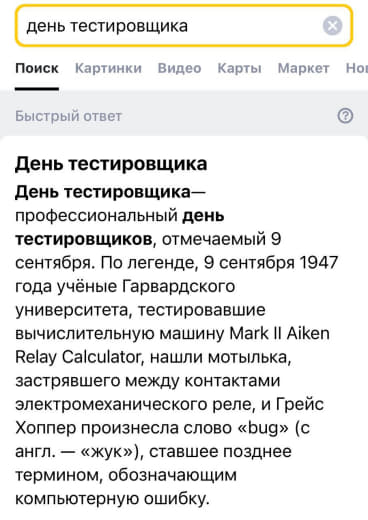 день тестировщика
Поиск Картинки Видео Карты Маркет Нов
Быстрый ответ
День тестировщика
День тестировщика—
профессиональный день
тестировщиков, отмечаемый 9
сентября. По легенде, 9 сентября 1947
года учёные Гарвардского
университета, тестировавшие
вычислительную машину Mark II Aiken
Relay Calculator, нашли мотылька,
застрявшего между контактами
электромеханического реле, и Грейс
Хоппер произнесла слово «bug» (с
англ. — «жук»), ставшее позднее
термином, обозначающим
компьютерную ошибку.